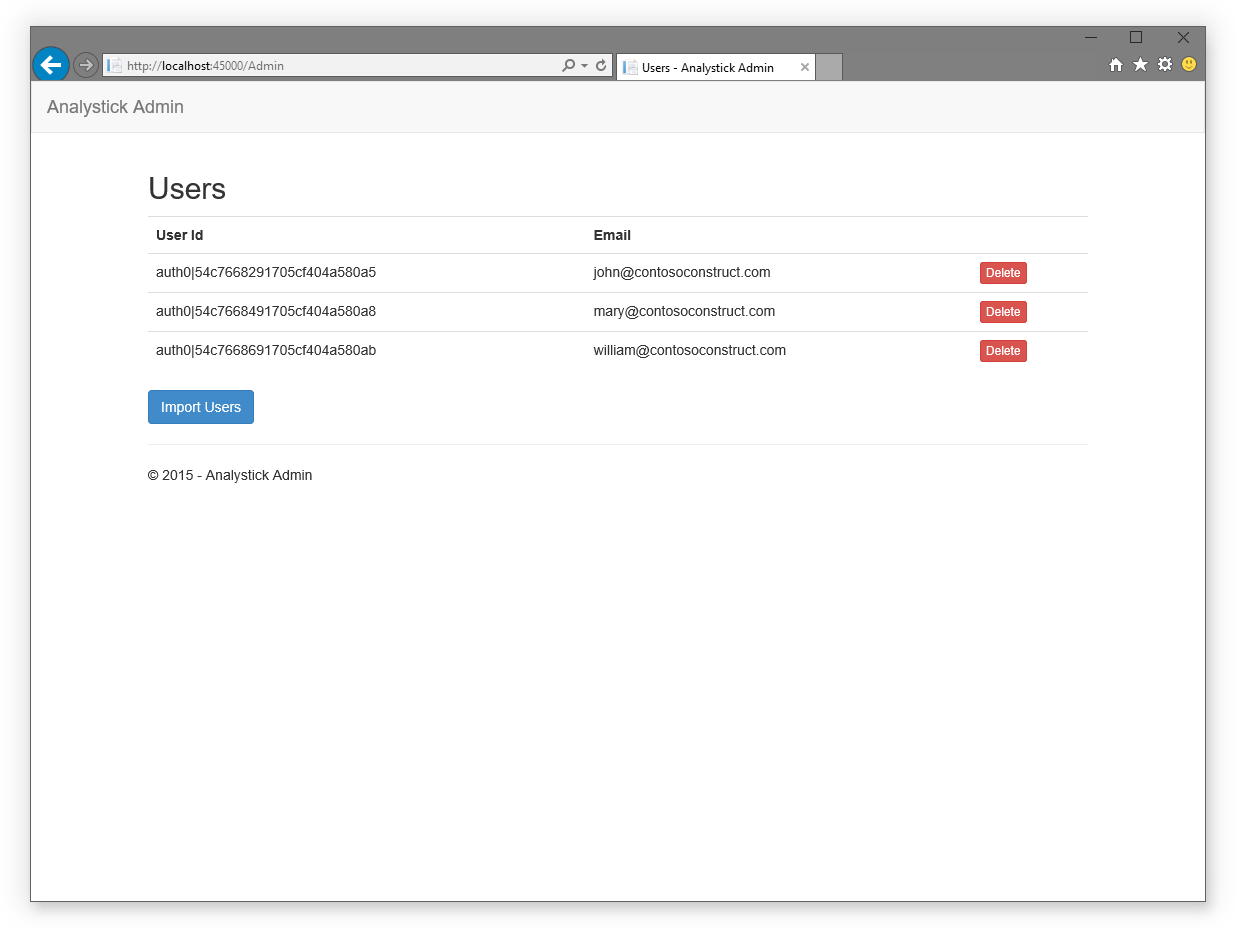 http://localhost:45000/Admin
Users - Analystick Admin
Analystick Admin
Users
User Id Email
auth0|54c7668291705cf404a580a5 john@contosoconstruct.com Delete
auth0|54c7668491705cf404a580a8 mary@contosoconstruct.com Delete
auth0|54c7668691705cf404a580ab william@contosoconstruct.com Delete
Import Users
© 2015 - Analystick Admin